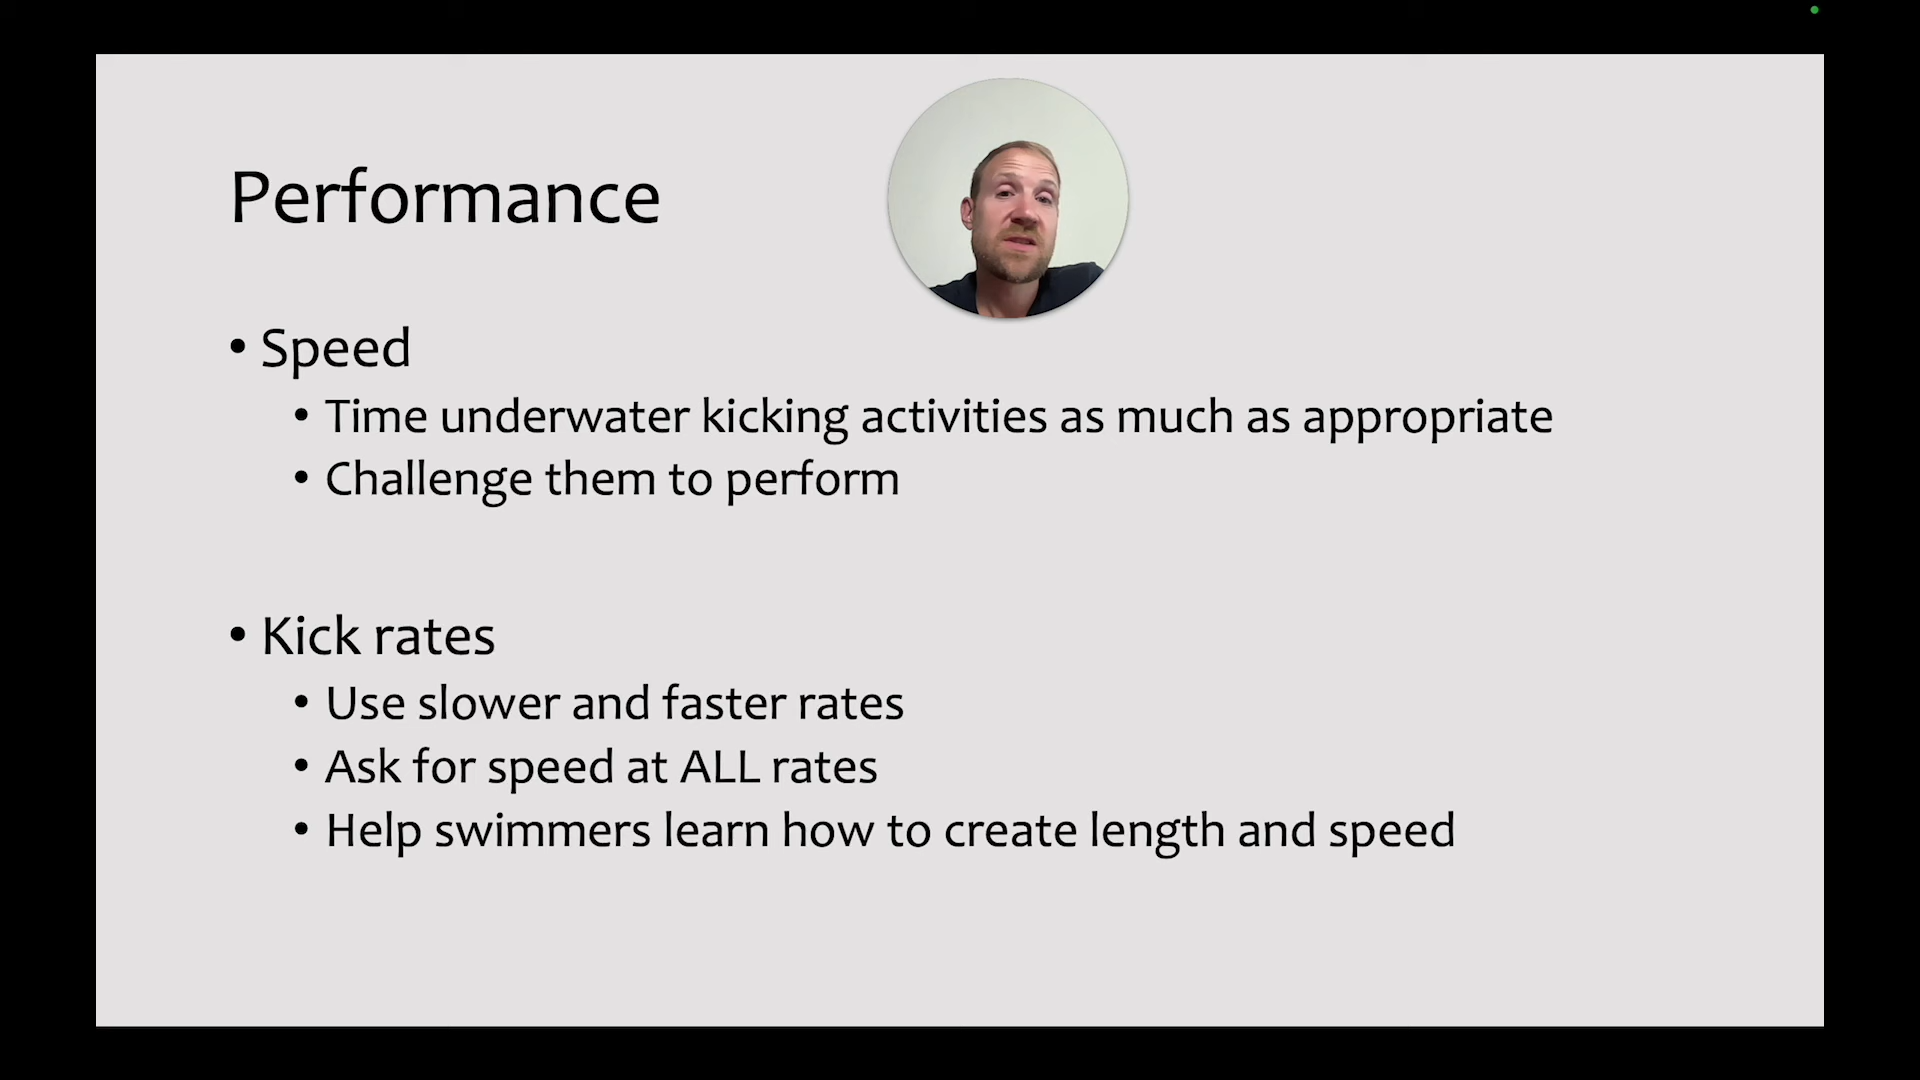 Performance
• Speed
• Time underwater kicking activities as much as appropriate
• Challenge them to perform
• Kick rates
• Use slower and faster rates
• Ask for speed at ALL rates
• Help swimmers learn how to create length and speed